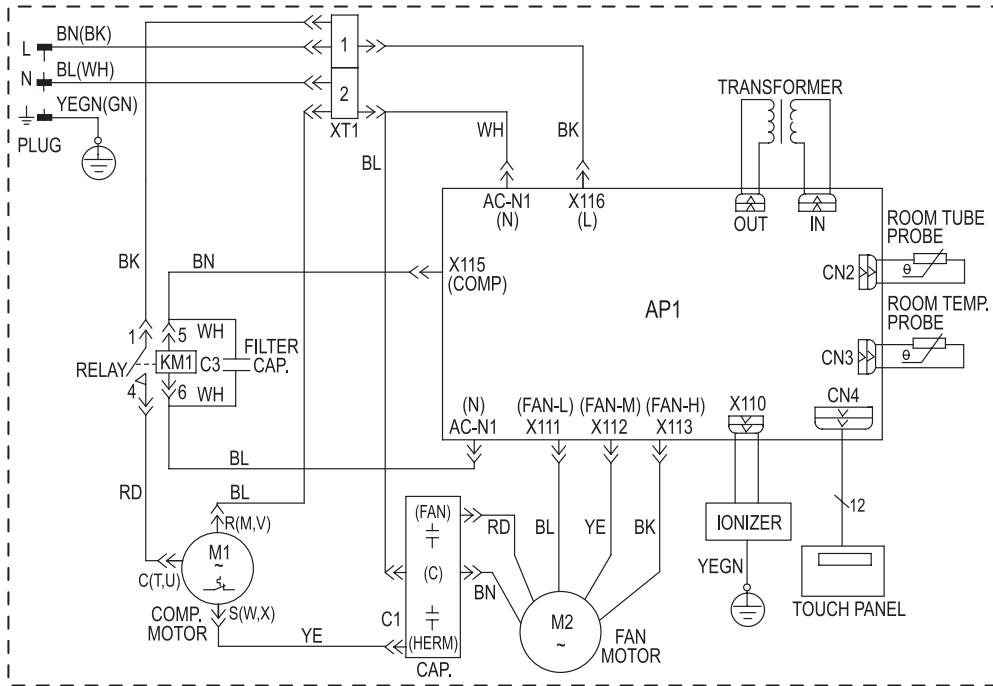 BN(BK)
L
BL(WH)
N
YEGN(GN)
PLUG
1
2
XT1
WH
BK
BL
TRANSFORMER
AC-N1
(N)
X116
(L)
OUT
IN
ROOM TUBE
PROBE
CN2
θ
ROOM TEMP.
PROBE
CN3
θ
BK
BN
X115
(COMP)
AP1
1
5
WH
RELAY
KM1
C3
FILTER
CAP.
4
6
WH
(N)
AC-N1
(FAN-L)
X111
(FAN-M)
X112
(FAN-H)
X113
X110
CN4
BL
RD
BL
R(M,V)
M1
~
C(T,U)
S(W,X)
COMP.
MOTOR
YE
(FAN)
(C)
C1
(HERM)
CAP.
RD
BN
BL
YE
BK
M2
~
FAN
MOTOR
IONIZER
YEGN
12
TOUCH PANEL